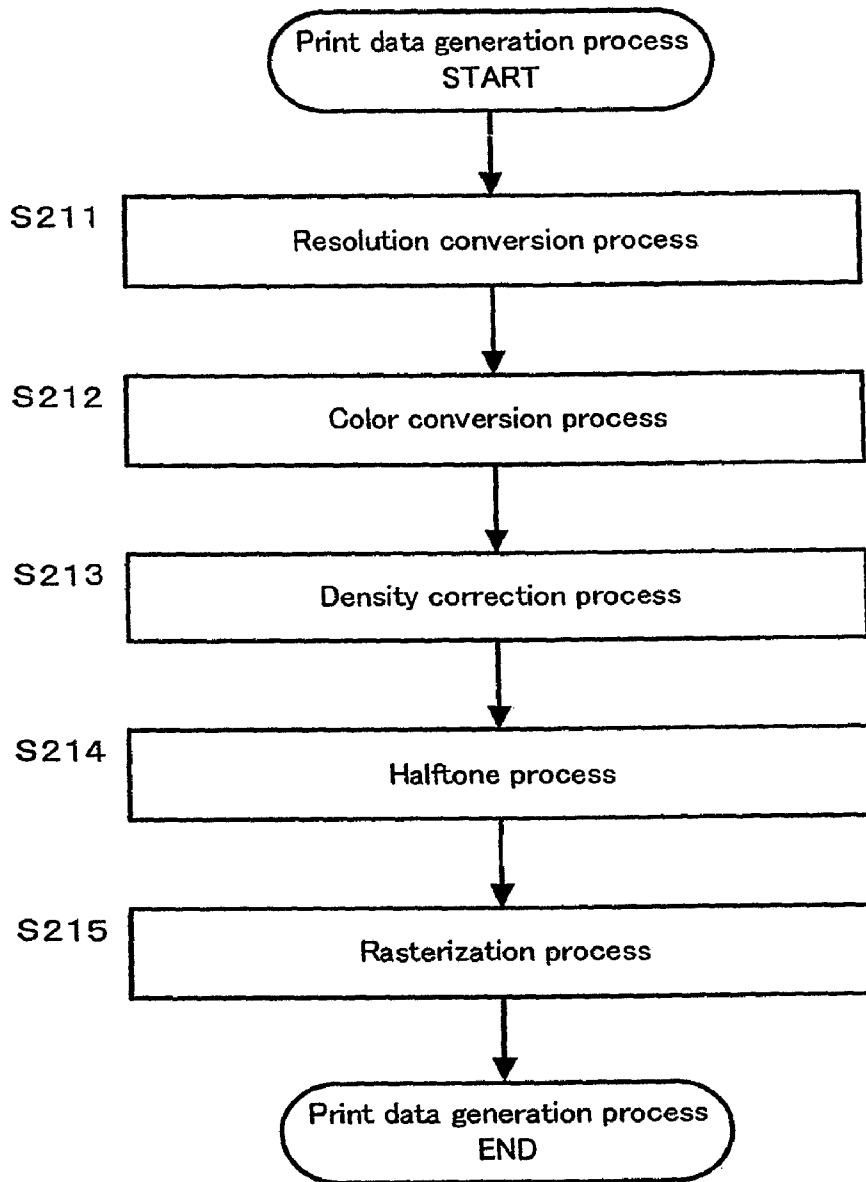 Print data generation process
START
S211
Resolution conversion process
S212
Color conversion process
S213
Density correction process
S214
Halftone process
S215
Rasterization process
Print data generation process
END